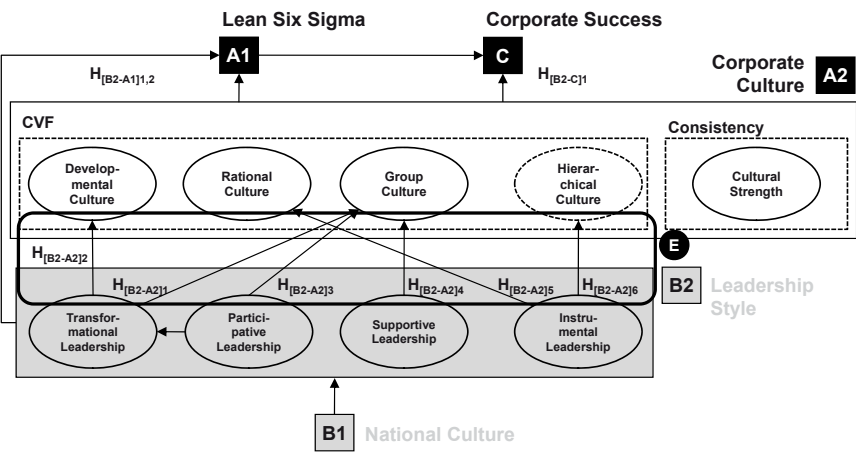 Lean Six Sigma
Corporate Success
A1
C
H[B2-A1]1,2
H[B2-C]1
Corporate
Culture
A2
CVF
Consistency
Develop-
mental
Culture
Rational
Culture
Group
Culture
Hierar-
chical
Culture
Cultural
Strength
E
H[B2-A2]2
H[B2-A2]1
H[B2-A2]3
H[B2-A2]4
H[B2-A2]5
H[B2-A2]6
B2
Leadership
Style
Transfor-
mational
Leadership
Partici-
pative
Leadership
Supportive
Leadership
Instru-
mental
Leadership
B1
National Culture